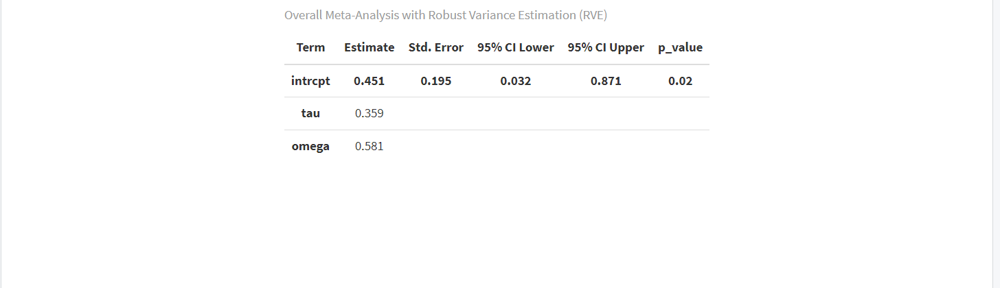 Overall Meta-Analysis with Robust Variance Estimation (RVE)
Term Estimate Std. Error 95% CI Lower 95% CI Upper p_value
intrcpt 0.451 0.195 0.032 0.871 0.02
tau 0.359
omega 0.581